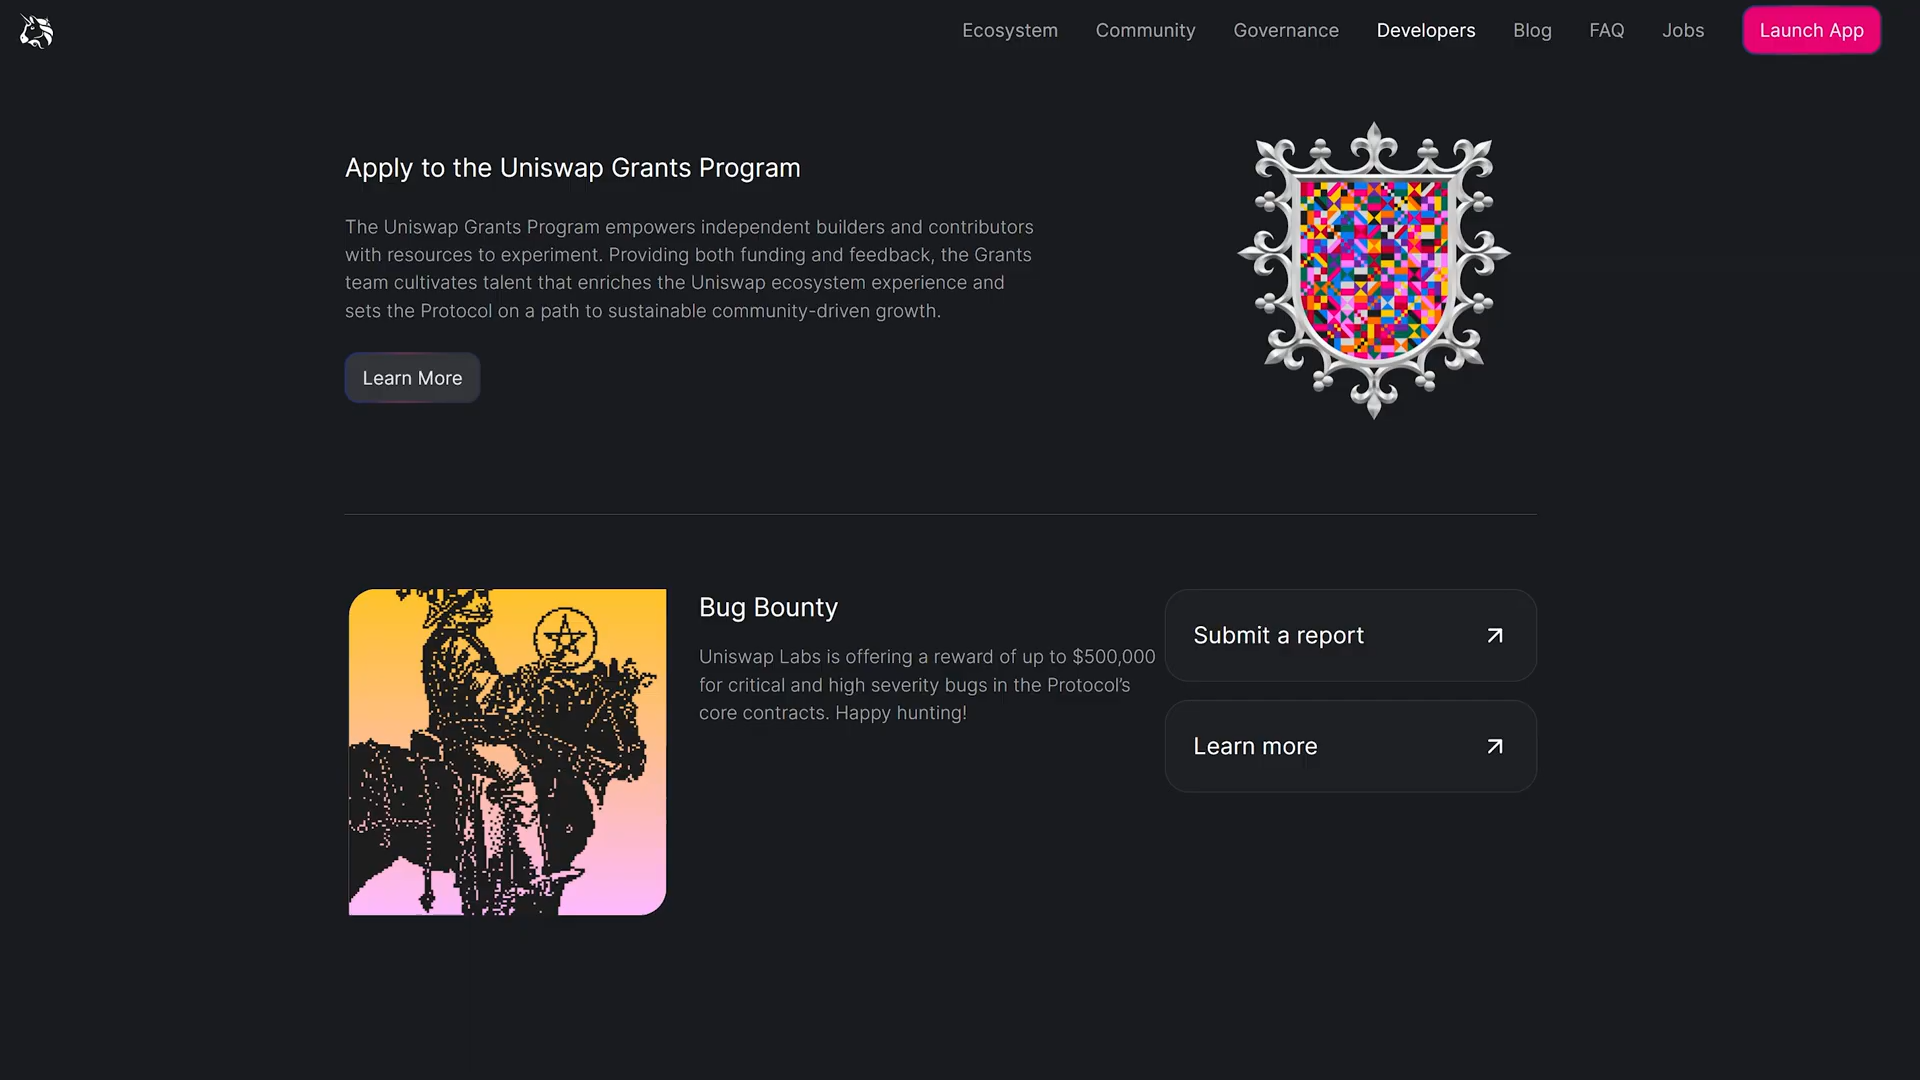 Ecosystem Community Governance Developers Blog FAQ Jobs Launch App
Apply to the Uniswap Grants Program
The Uniswap Grants Program empowers independent builders and contributors
with resources to experiment. Providing both funding and feedback, the Grants
team cultivates talent that enriches the Uniswap ecosystem experience and
sets the Protocol on a path to sustainable community-driven growth.
Learn More
Bug Bounty
Uniswap Labs is offering a reward of up to $500,000
for critical and high severity bugs in the Protocol’s
core contracts. Happy hunting!
Submit a report
Learn more